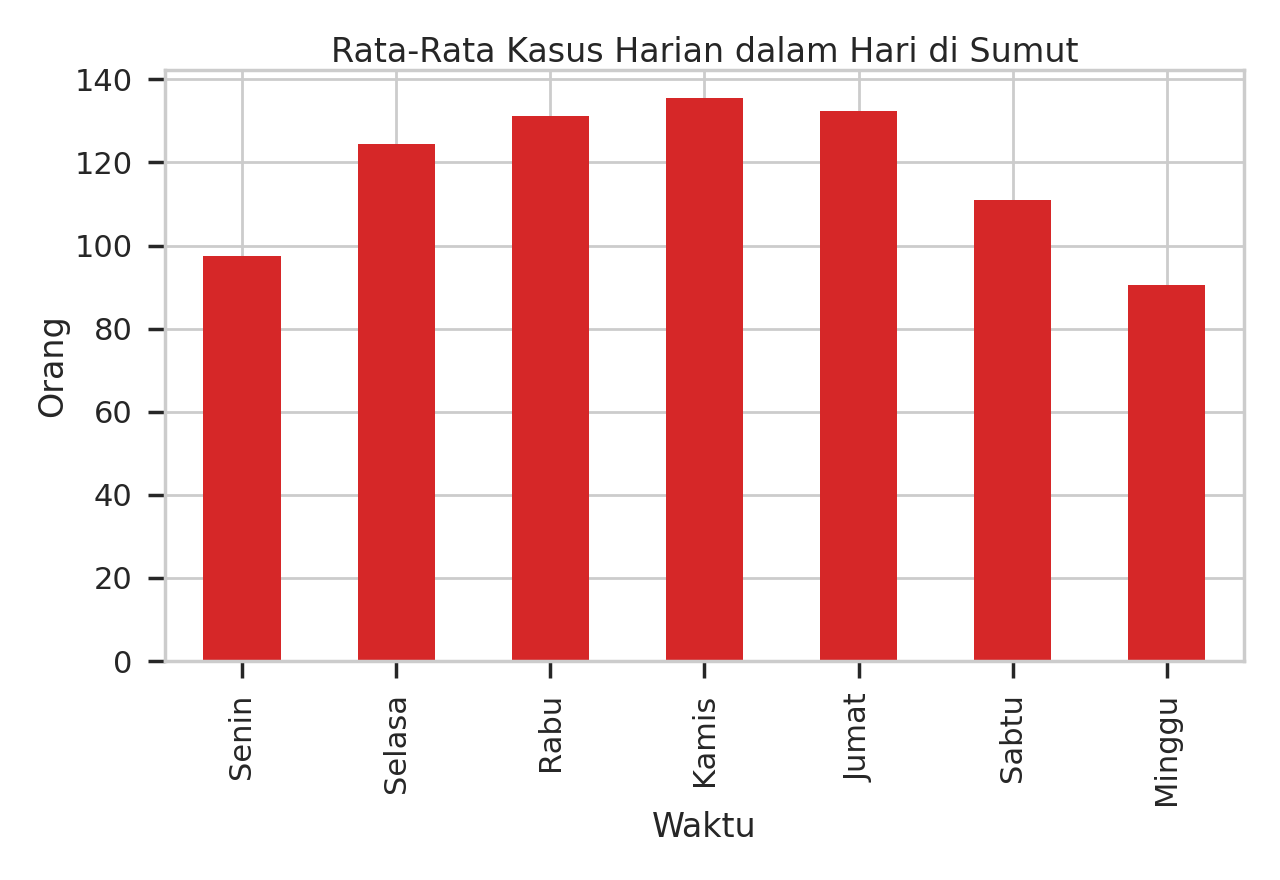 Rata-Rata Kasus Harian dalam Hari di Sumut
140
120
100
80
60
40
20
0
Orang
Senin
Selasa
Rabu
Kamis
Jumat
Sabtu
Minggu
Waktu